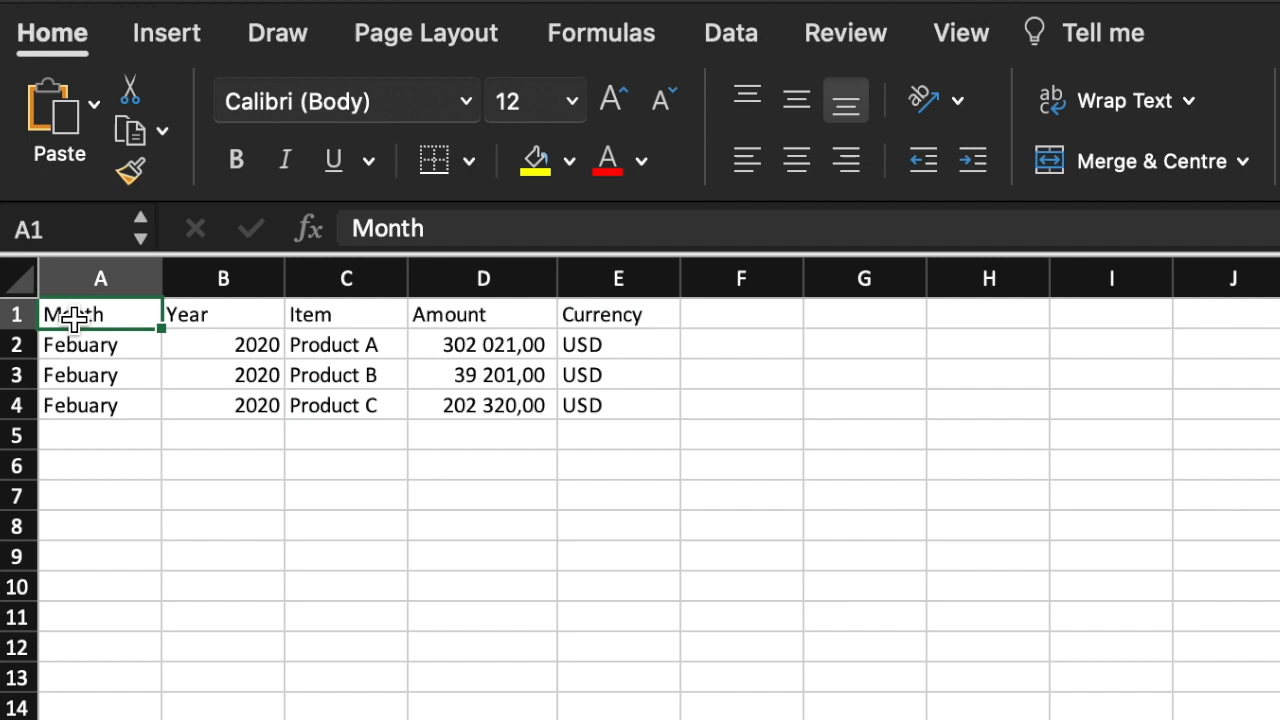 Home Insert Draw Page Layout Formulas Data Review View Tell me
Calibri (Body) 12 A A ab Wrap Text
Paste B I U A Merge & Centre
A1 fx Month
A B C D E F G H I J
1 Month Year Item Amount Currency
2 Febuary 2020 Product A 302 021,00 USD
3 Febuary 2020 Product B 39 201,00 USD
4 Febuary 2020 Product C 202 320,00 USD
5
6
7
8
9
10
11
12
13
14